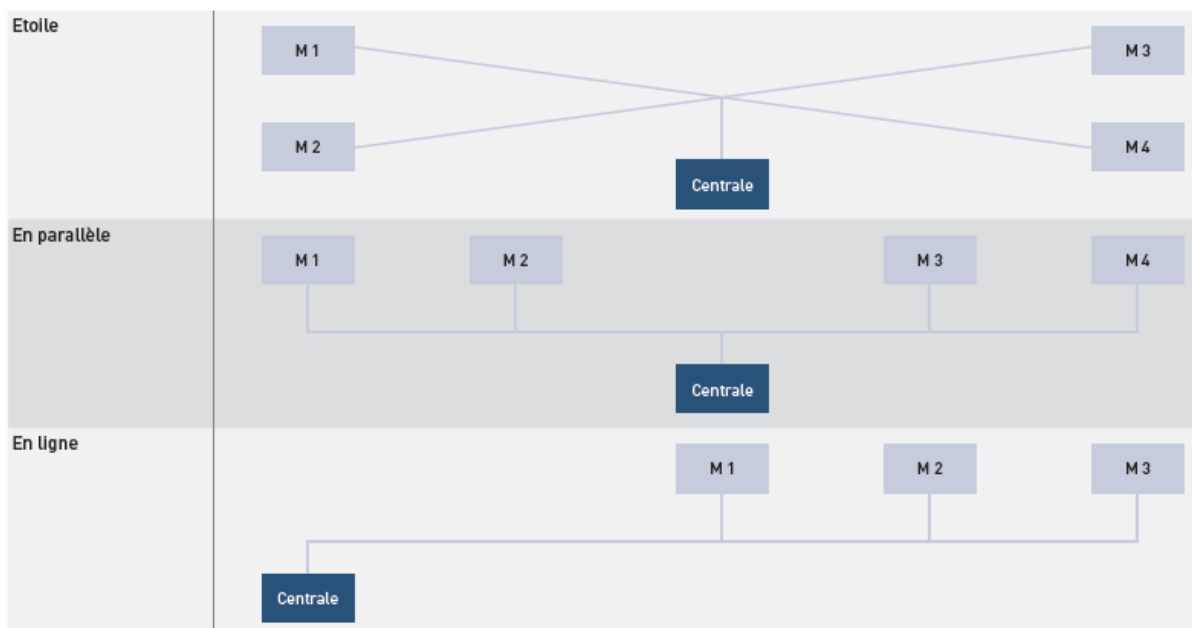 Etoile
M 1
M 3
M 2
M 4
Centrale
En parallèle
M 1
M 2
M 3
M 4
Centrale
En ligne
M 1
M 2
M 3
Centrale